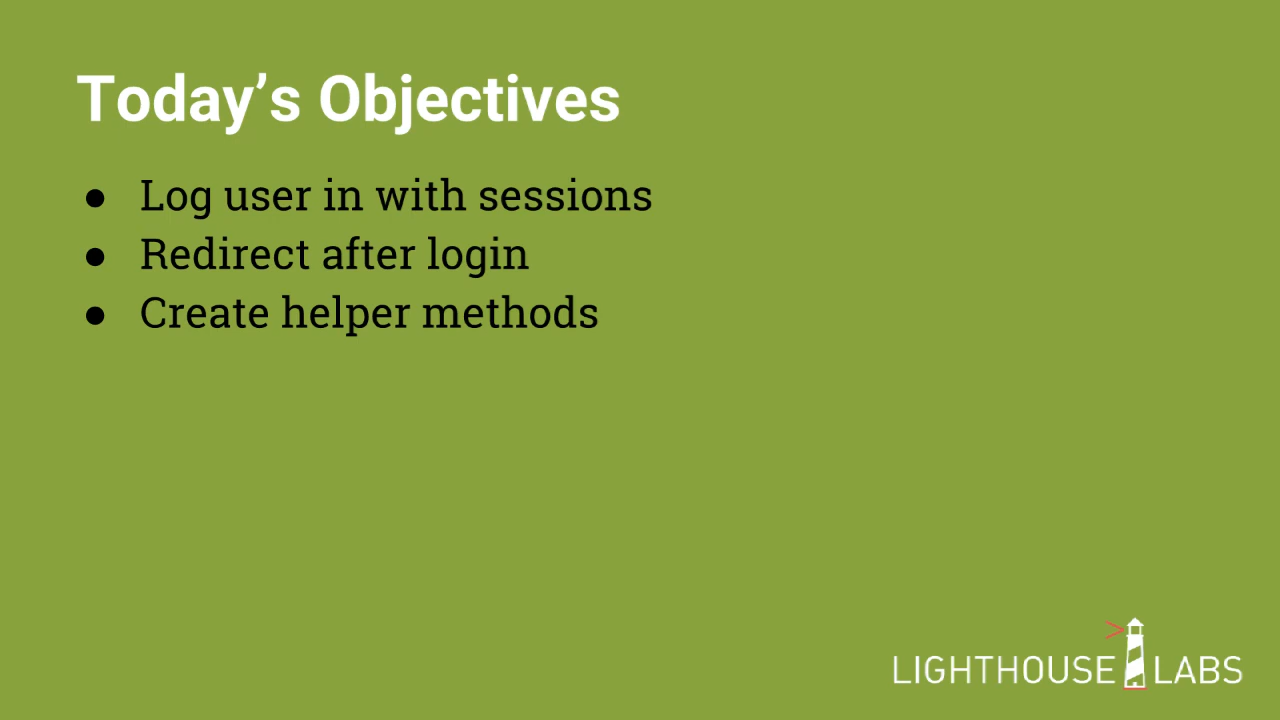 Today’s Objectives
● Log user in with sessions
● Redirect after login
● Create helper methods
LIGHTHOUSE LABS